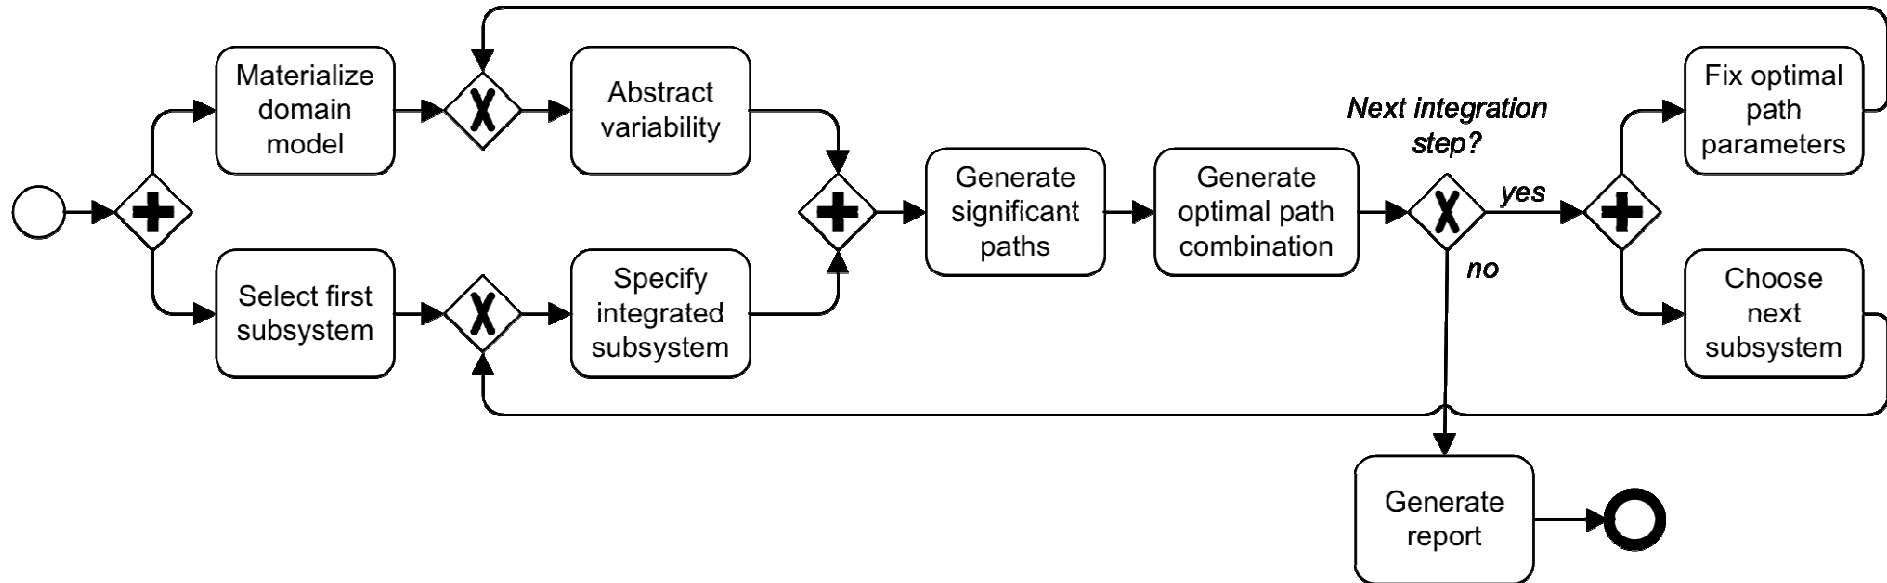 Materialize
domain
model
Abstract
variability
Next integration
step?
Fix optimal
path
parameters
Generate
significant
paths
Generate
optimal path
combination
yes
no
Select first
subsystem
Specify
integrated
subsystem
Choose
next
subsystem
Generate
report